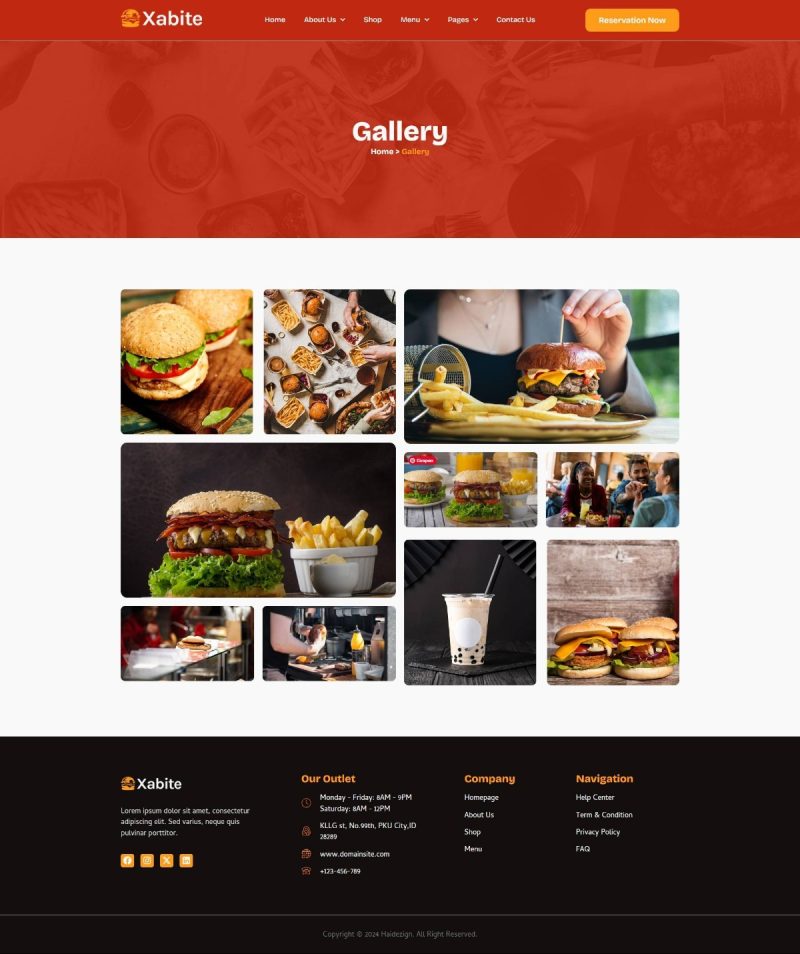 Xabite
Home About Us Shop Menu Pages Contact Us
Reservation Now
Gallery
Home > Gallery
Xabite
Lorem ipsum dolor sit amet, consectetur
adipiscing elit. Sed varius, neque quis
pulvinar porttitor.
Our Outlet
Monday - Friday: 8AM - 9PM
Saturday: 8AM - 12PM
KLLG st, No.99th, PKU City,ID
28289
www.domainsite.com
+123-456-789
Company
Homepage
About Us
Shop
Menu
Navigation
Help Center
Term & Condition
Privacy Policy
FAQ
Copyright © 2024 Haidezign. All Right Reserved.